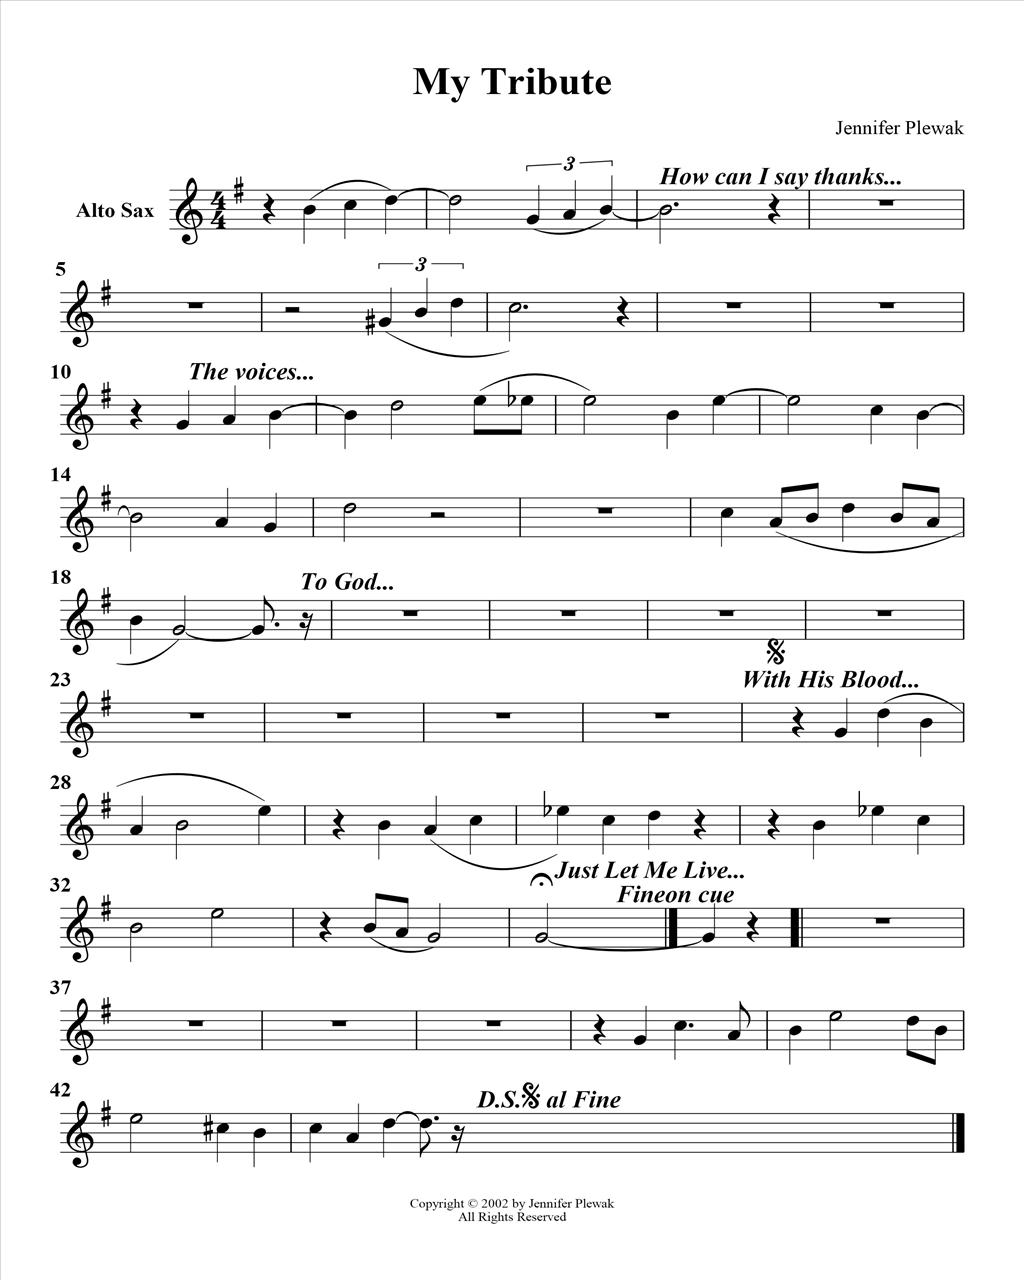 My Tribute
Jennifer Plewak
3
How can I say thanks...
Alto Sax
4
4
5
3
10
The voices...
14
18
To God...
23
With His Blood...
28
32
Just Let Me Live...
Fineon cue
37
42
D.S. al Fine
Copyright © 2002 by Jennifer Plewak
All Rights Reserved